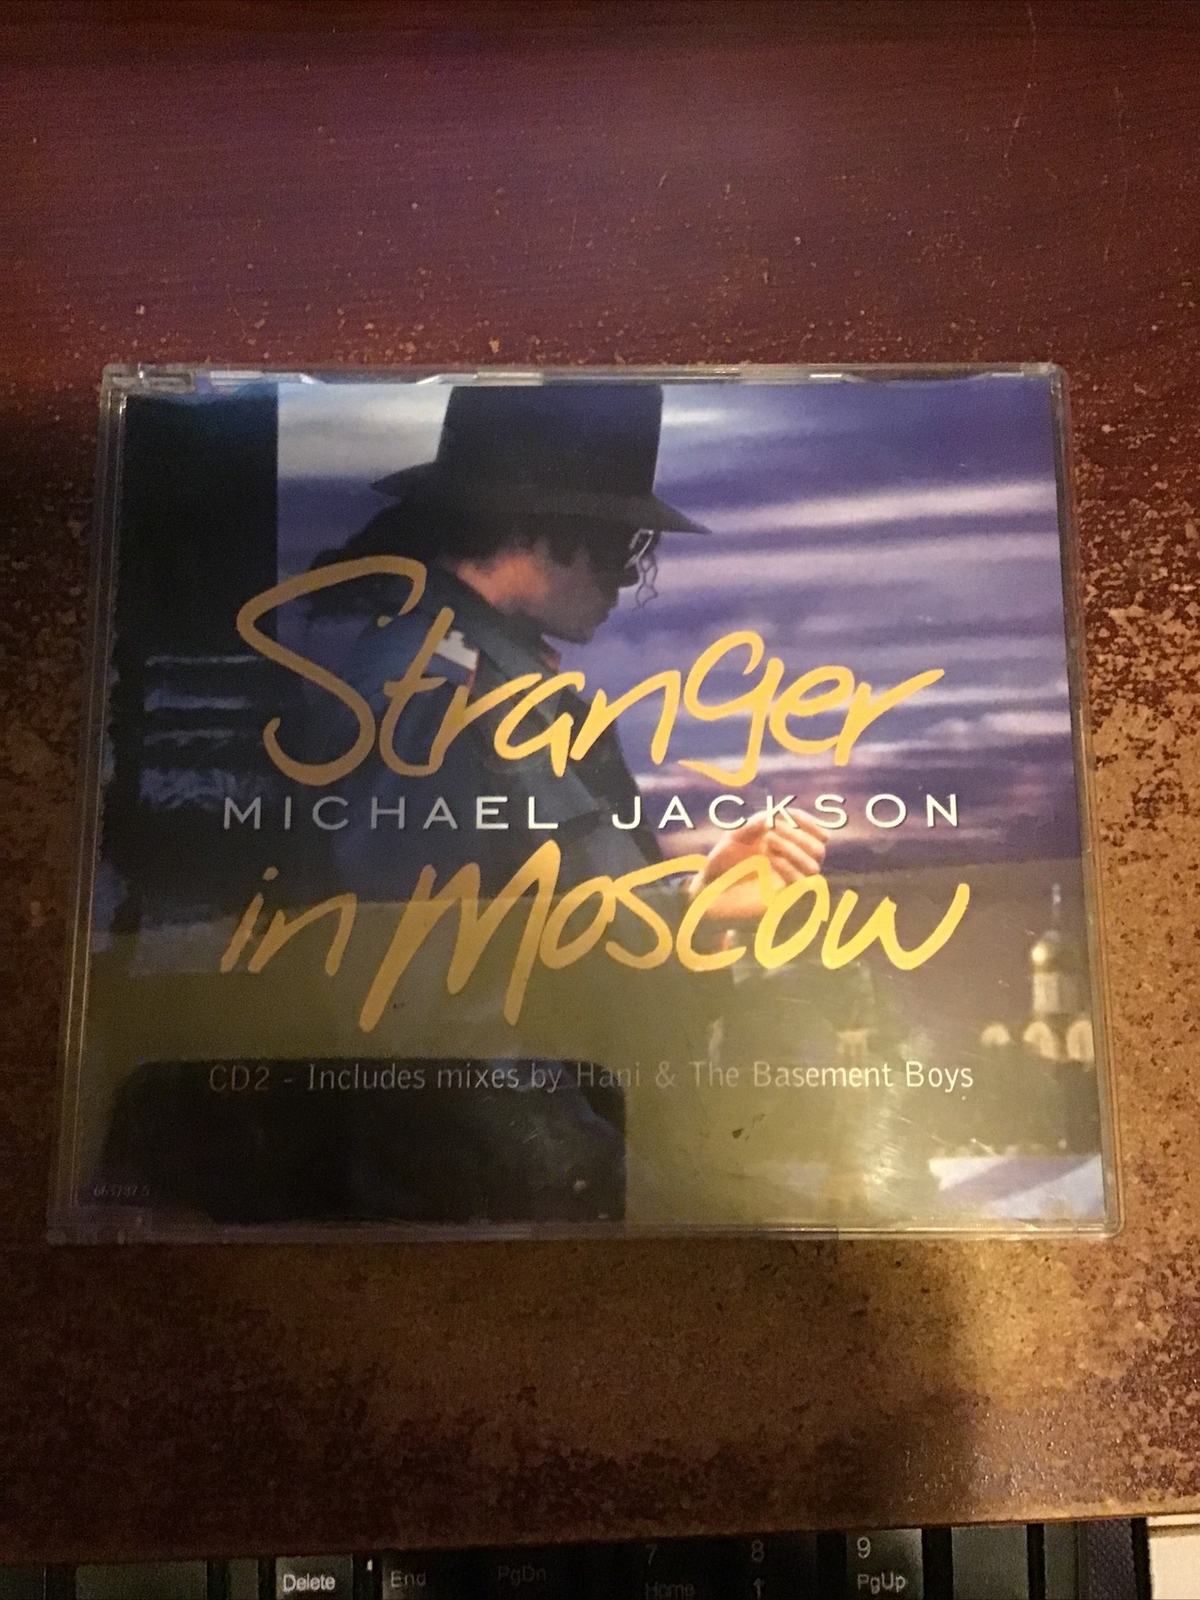 Stranger
MICHAEL JACKSON
in Moscow
CD2 - Includes mixes by Hani & The Basement Boys
Delete
End
PgDn
7
Home
8
9
PgUp